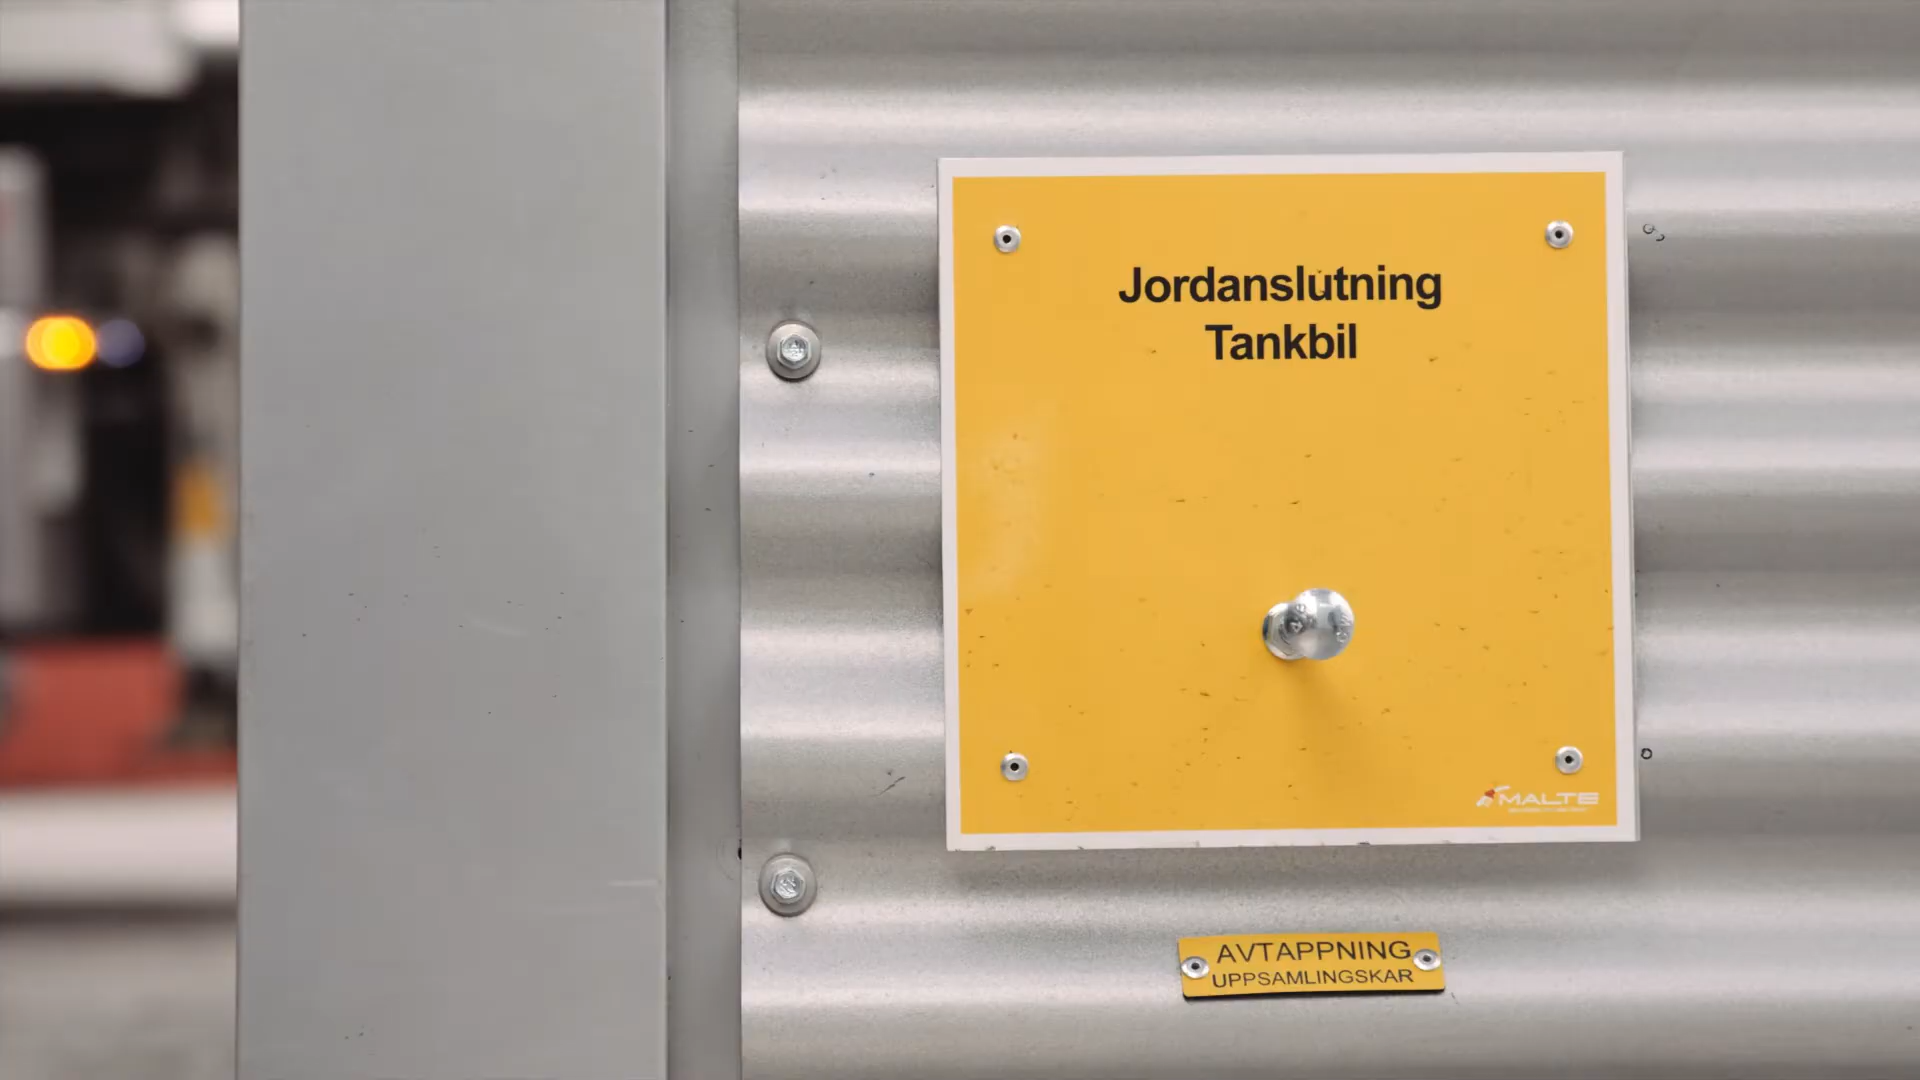 Jordanslutning
Tankbil
MALTE
AVTAPPNING
UPPSAMLINGSKAR